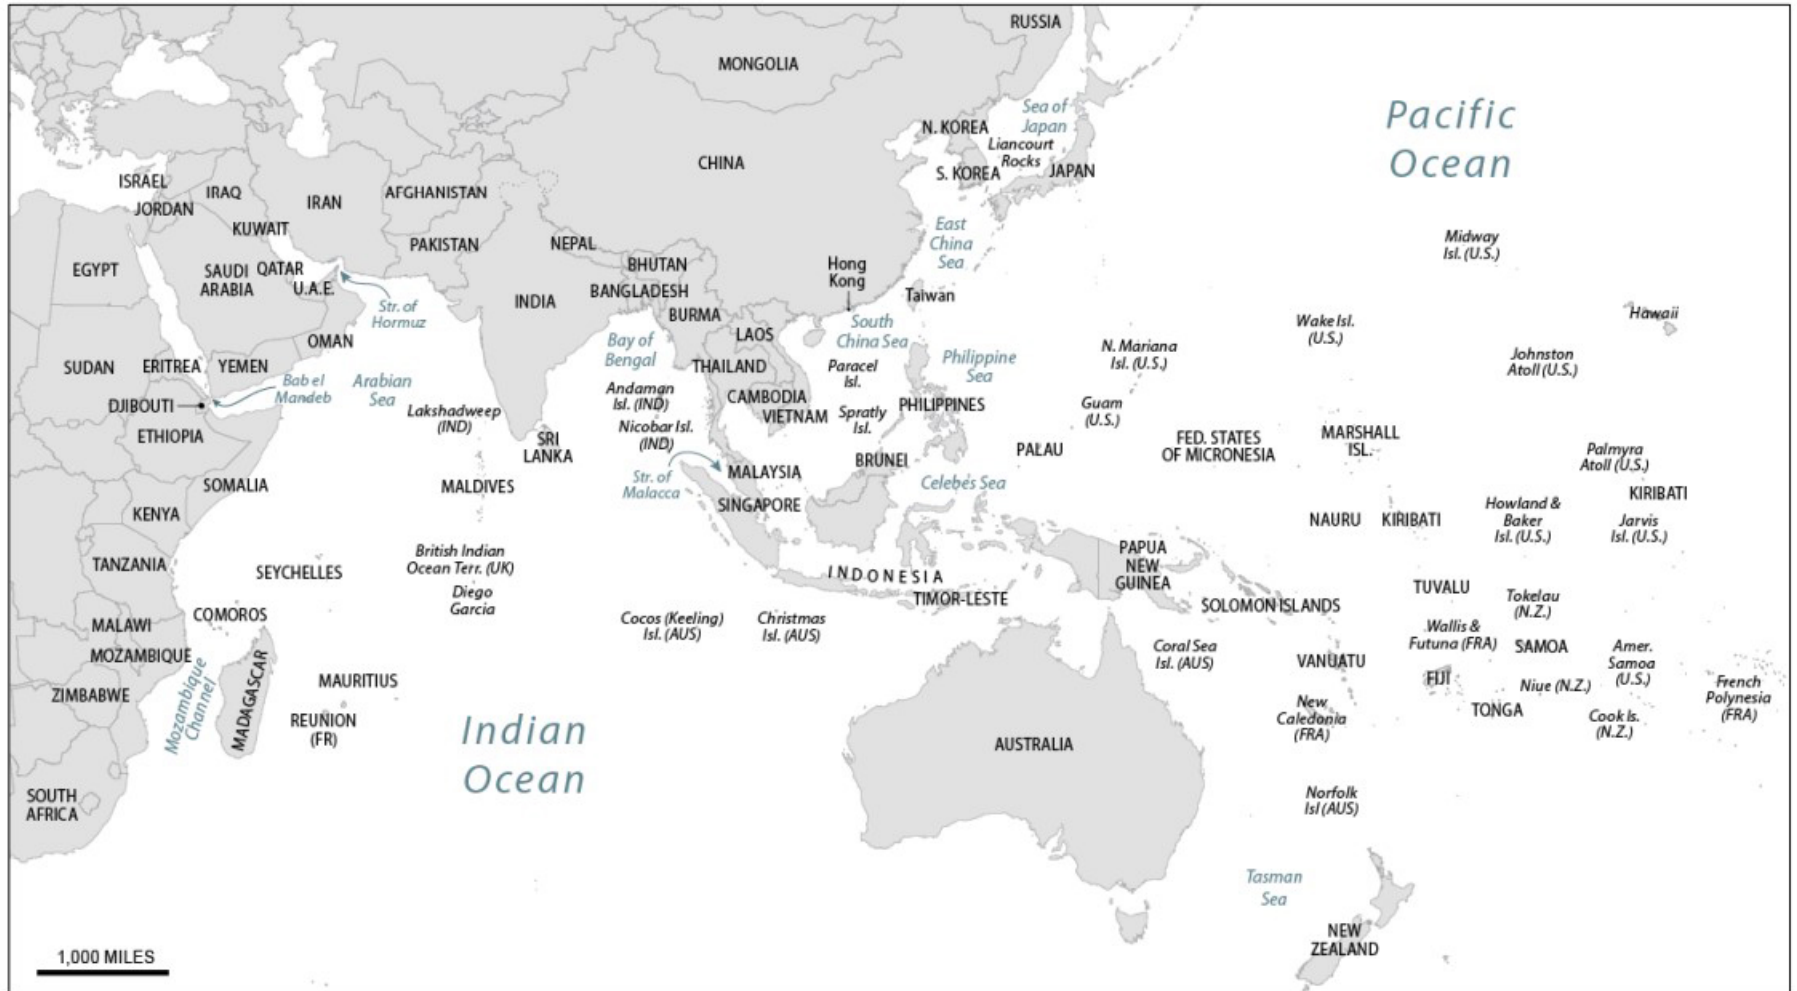 RUSSIA
MONGOLIA
Pacific
Ocean
Sea of
Japan
N. KOREA
Liancourt
Rocks
S. KOREA
JAPAN
CHINA
ISRAEL
IRAQ
IRAN
AFGHANISTAN
JORDAN
KUWAIT
PAKISTAN
NEPAL
East
China
Sea
Midway
Isl. (U.S.)
EGYPT
SAUDI
ARABIA
QATAR
U.A.E.
BHUTAN
Hong
Kong
BANGLADESH
INDIA
Taiwan
Str. of
Hormuz
BURMA
South
China Sea
Wake Isl.
(U.S.)
Hawaii
OMAN
Bay of
Bengal
LAOS
SUDAN
ERITREA
YEMEN
THAILAND
Paracel
Isl.
Philippine
Sea
N. Mariana
Isl. (U.S.)
Johnston
Atoll (U.S.)
Bab el
Mandeb
Arabian
Sea
Andaman
Isl. (IND)
CAMBODIA
DJIBOUTI
Lakshadweep
(IND)
VIETNAM
Spratly
Isl.
PHILIPPINES
Guam
(U.S.)
ETHIOPIA
SRI
LANKA
Nicobar Isl.
(IND)
PALAU
FED. STATES
OF MICRONESIA
MARSHALL
ISL.
BRUNEI
Palmyra
Atoll (U.S.)
Str. of
Malacca
MALAYSIA
Celebes Sea
SOMALIA
MALDIVES
SINGAPORE
KIRIBATI
KENYA
NAURU
KIRIBATI
Howland &
Baker
Isl. (U.S.)
Jarvis
Isl. (U.S.)
TANZANIA
SEYCHELLES
British Indian
Ocean Terr. (UK)
Diego
Garcia
INDONESIA
PAPUA
NEW
GUINEA
TIMOR-LESTE
SOLOMON ISLANDS
TUVALU
Tokelau
(N.Z.)
COMOROS
MALAWI
Cocos (Keeling)
Isl. (AUS)
Christmas
Isl. (AUS)
Wallis &
Futuna (FRA)
MOZAMBIQUE
Coral Sea
Isl. (AUS)
VANUATU
SAMOA
Amer.
Samoa
(U.S.)
ZIMBABWE
Mozambique
Channel
MADAGASCAR
MAURITIUS
FIJI
Niue (N.Z.)
French
Polynesia
(FRA)
REUNION
(FR)
New
Caledonia
(FRA)
TONGA
Cook Is.
(N.Z.)
Indian
Ocean
AUSTRALIA
SOUTH
AFRICA
Norfolk
Isl (AUS)
Tasman
Sea
NEW
ZEALAND
1,000 MILES